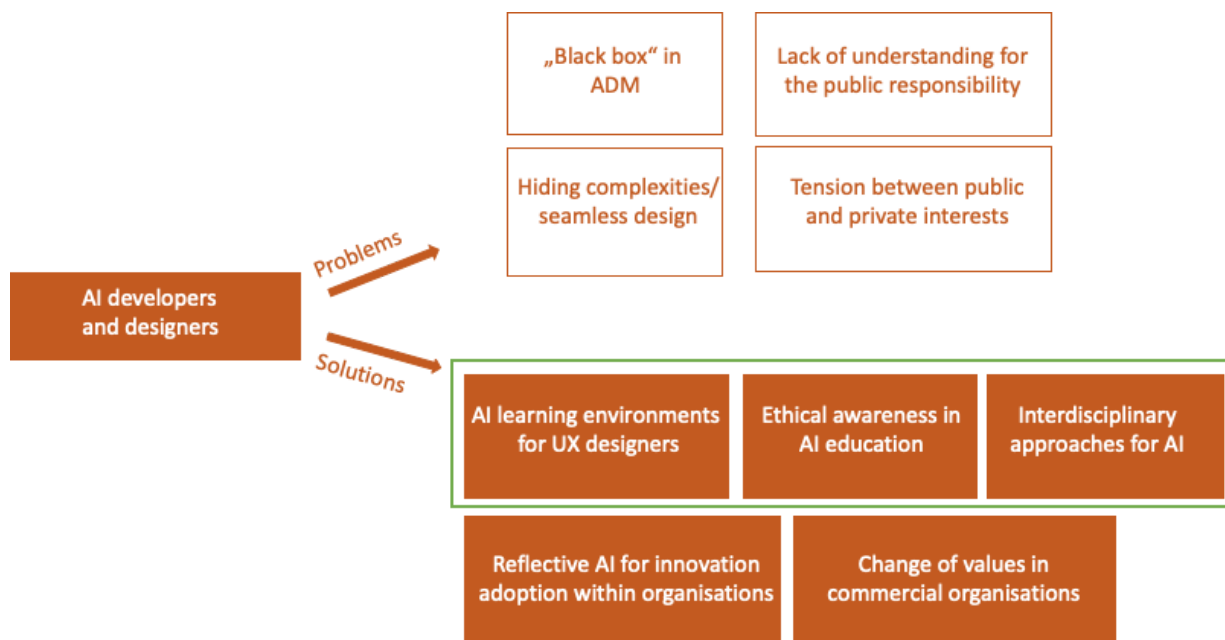 „Black box“ in
ADM
Lack of understanding for
the public responsibility
Hiding complexities/
seamless design
Tension between public
and private interests
Problems
AI developers
and designers
Solutions
AI learning environments
for UX designers
Ethical awareness in
AI education
Interdisciplinary
approaches for AI
Reflective AI for innovation
adoption within organisations
Change of values in
commercial organisations